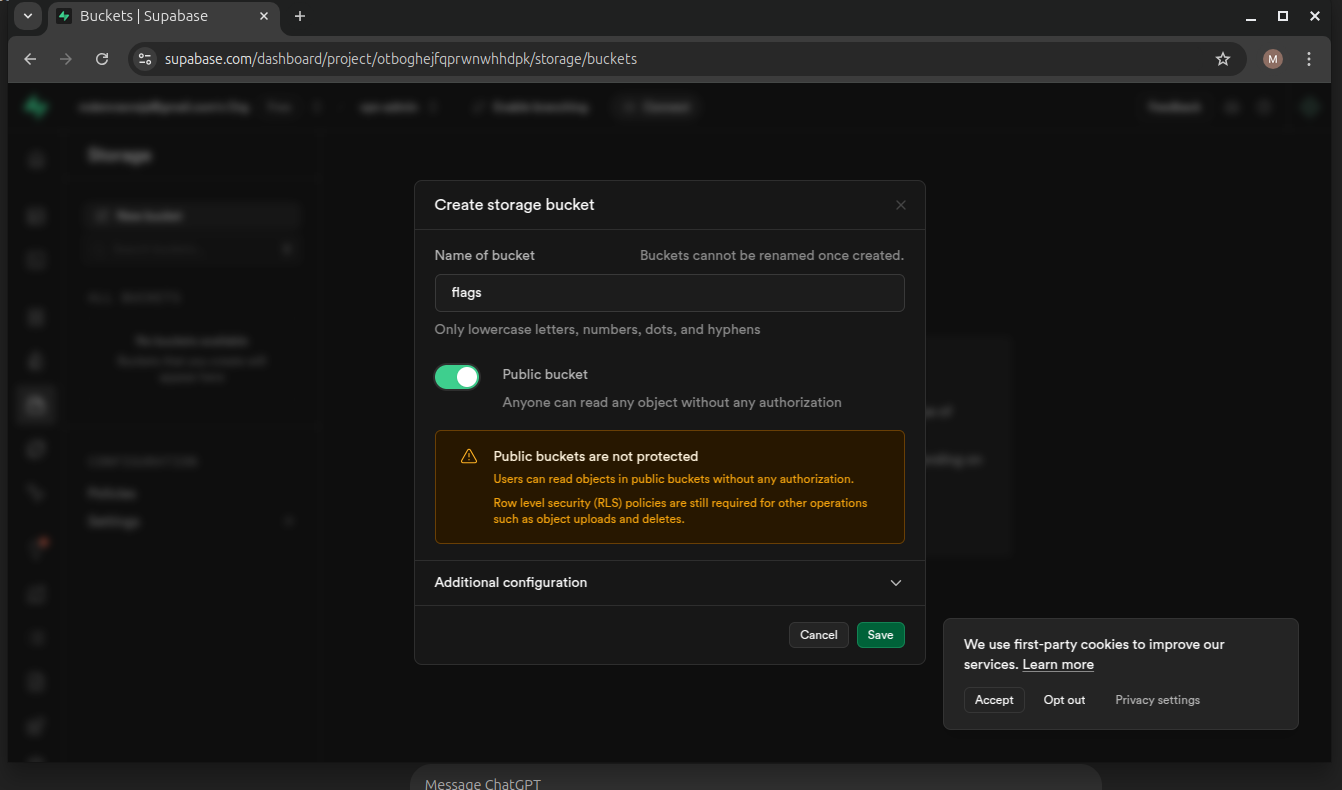 Buckets | Supabase
supabase.com/dashboard/project/otboghejfqprwnwhhdpk/storage/buckets
M
Feedback
Storage
New bucket
Create storage bucket
Name of bucket
Buckets cannot be renamed once created.
flags
Only lowercase letters, numbers, dots, and hyphens
Public bucket
Anyone can read any object without any authorization
Public buckets are not protected
Users can read objects in public buckets without any authorization.
Row level security (RLS) policies are still required for other operations
such as object uploads and deletes.
Additional configuration
Cancel
Save
Policies
Settings
We use first-party cookies to improve our
services. Learn more
Accept
Opt out
Privacy settings
Message ChatGPT